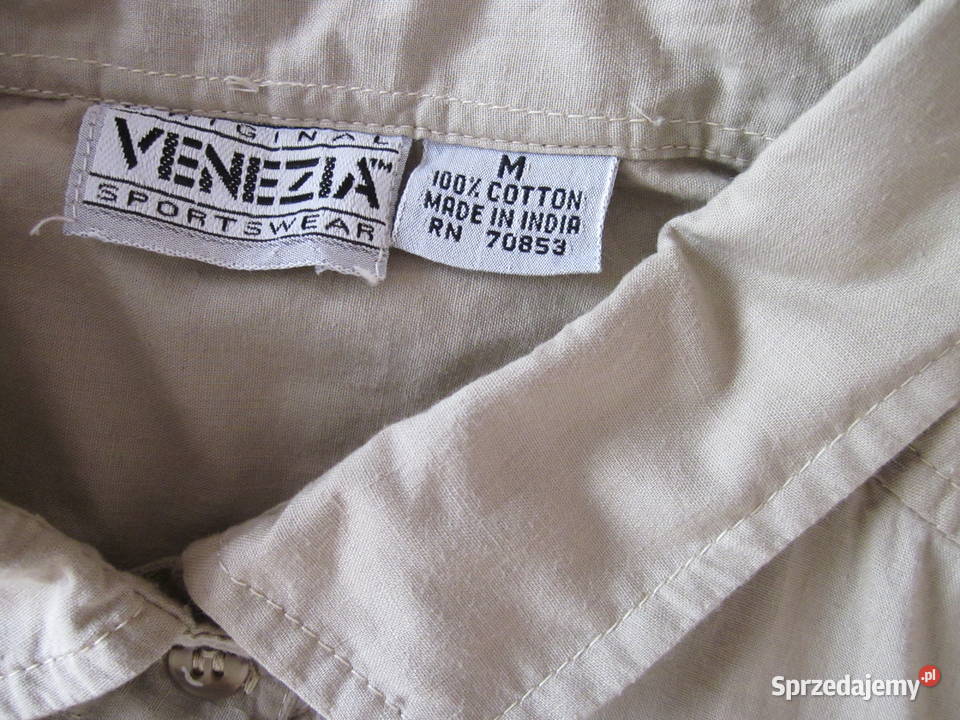 ORIGINAL
VENEZIA™
SPORTSWEAR
M
100% COTTON
MADE IN INDIA
RN 70853
Sprzedajemy.pl